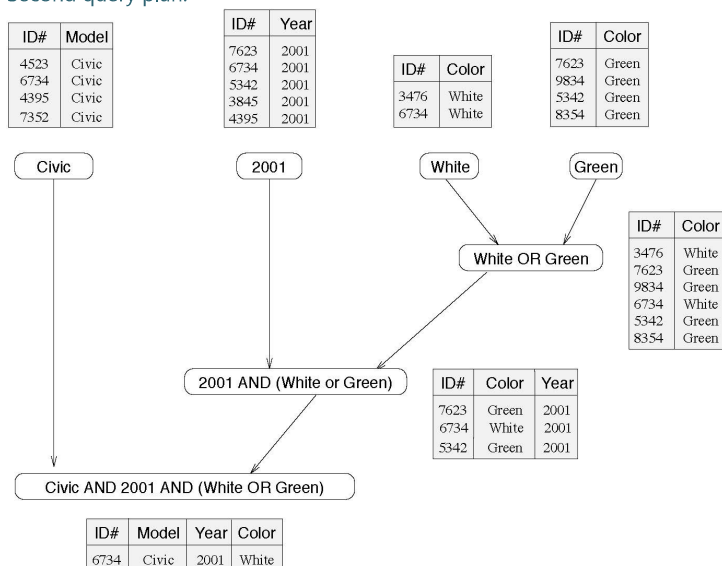 Second query plan:
ID# Model
4523 Civic
6734 Civic
4395 Civic
7352 Civic
ID# Year
7623 2001
6734 2001
5342 2001
3845 2001
4395 2001
ID# Color
3476 White
6734 White
ID# Color
7623 Green
9834 Green
5342 Green
8354 Green
Civic
2001
White
Green
White OR Green
ID# Color
3476 White
7623 Green
9834 Green
6734 White
5342 Green
8354 Green
2001 AND (White or Green)
ID# Color Year
7623 Green 2001
6734 White 2001
5342 Green 2001
Civic AND 2001 AND (White OR Green)
ID# Model Year Color
6734 Civic 2001 White